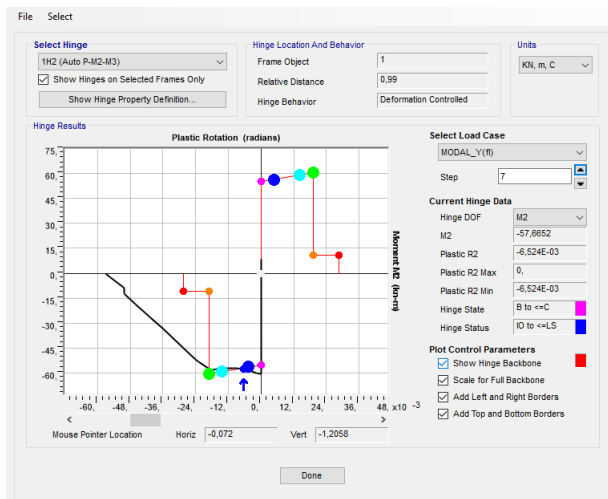 File Select
Select Hinge
1H2 (Auto P-M2-M3)
Show Hinges on Selected Frames Only
Show Hinge Property Definition...
Hinge Location And Behavior
Frame Object 1
Relative Distance 0,99
Hinge Behavior Deformation Controlled
Units
KN, m, C
Hinge Results
Plastic Rotation (radians)
75,
60,
45,
30,
15,
0,
-15,
-30,
-45,
-60,
-60, -48, -36, -24, -12, 0, 12, 24, 36, 48, x10 -3
Moment M2 (kn-m)
Mouse Pointer Location Horiz -0,072 Vert -1,2058
Select Load Case
MODAL_Y(fl)
Step 7
Current Hinge Data
Hinge DOF M2
M2 -57,6652
Plastic R2 -6,524E-03
Plastic R2 Max 0,
Plastic R2 Min -6,524E-03
Hinge State B to <=C
Hinge Status IO to <=LS
Plot Control Parameters
Show Hinge Backbone
Scale for Full Backbone
Add Left and Right Borders
Add Top and Bottom Borders
Done